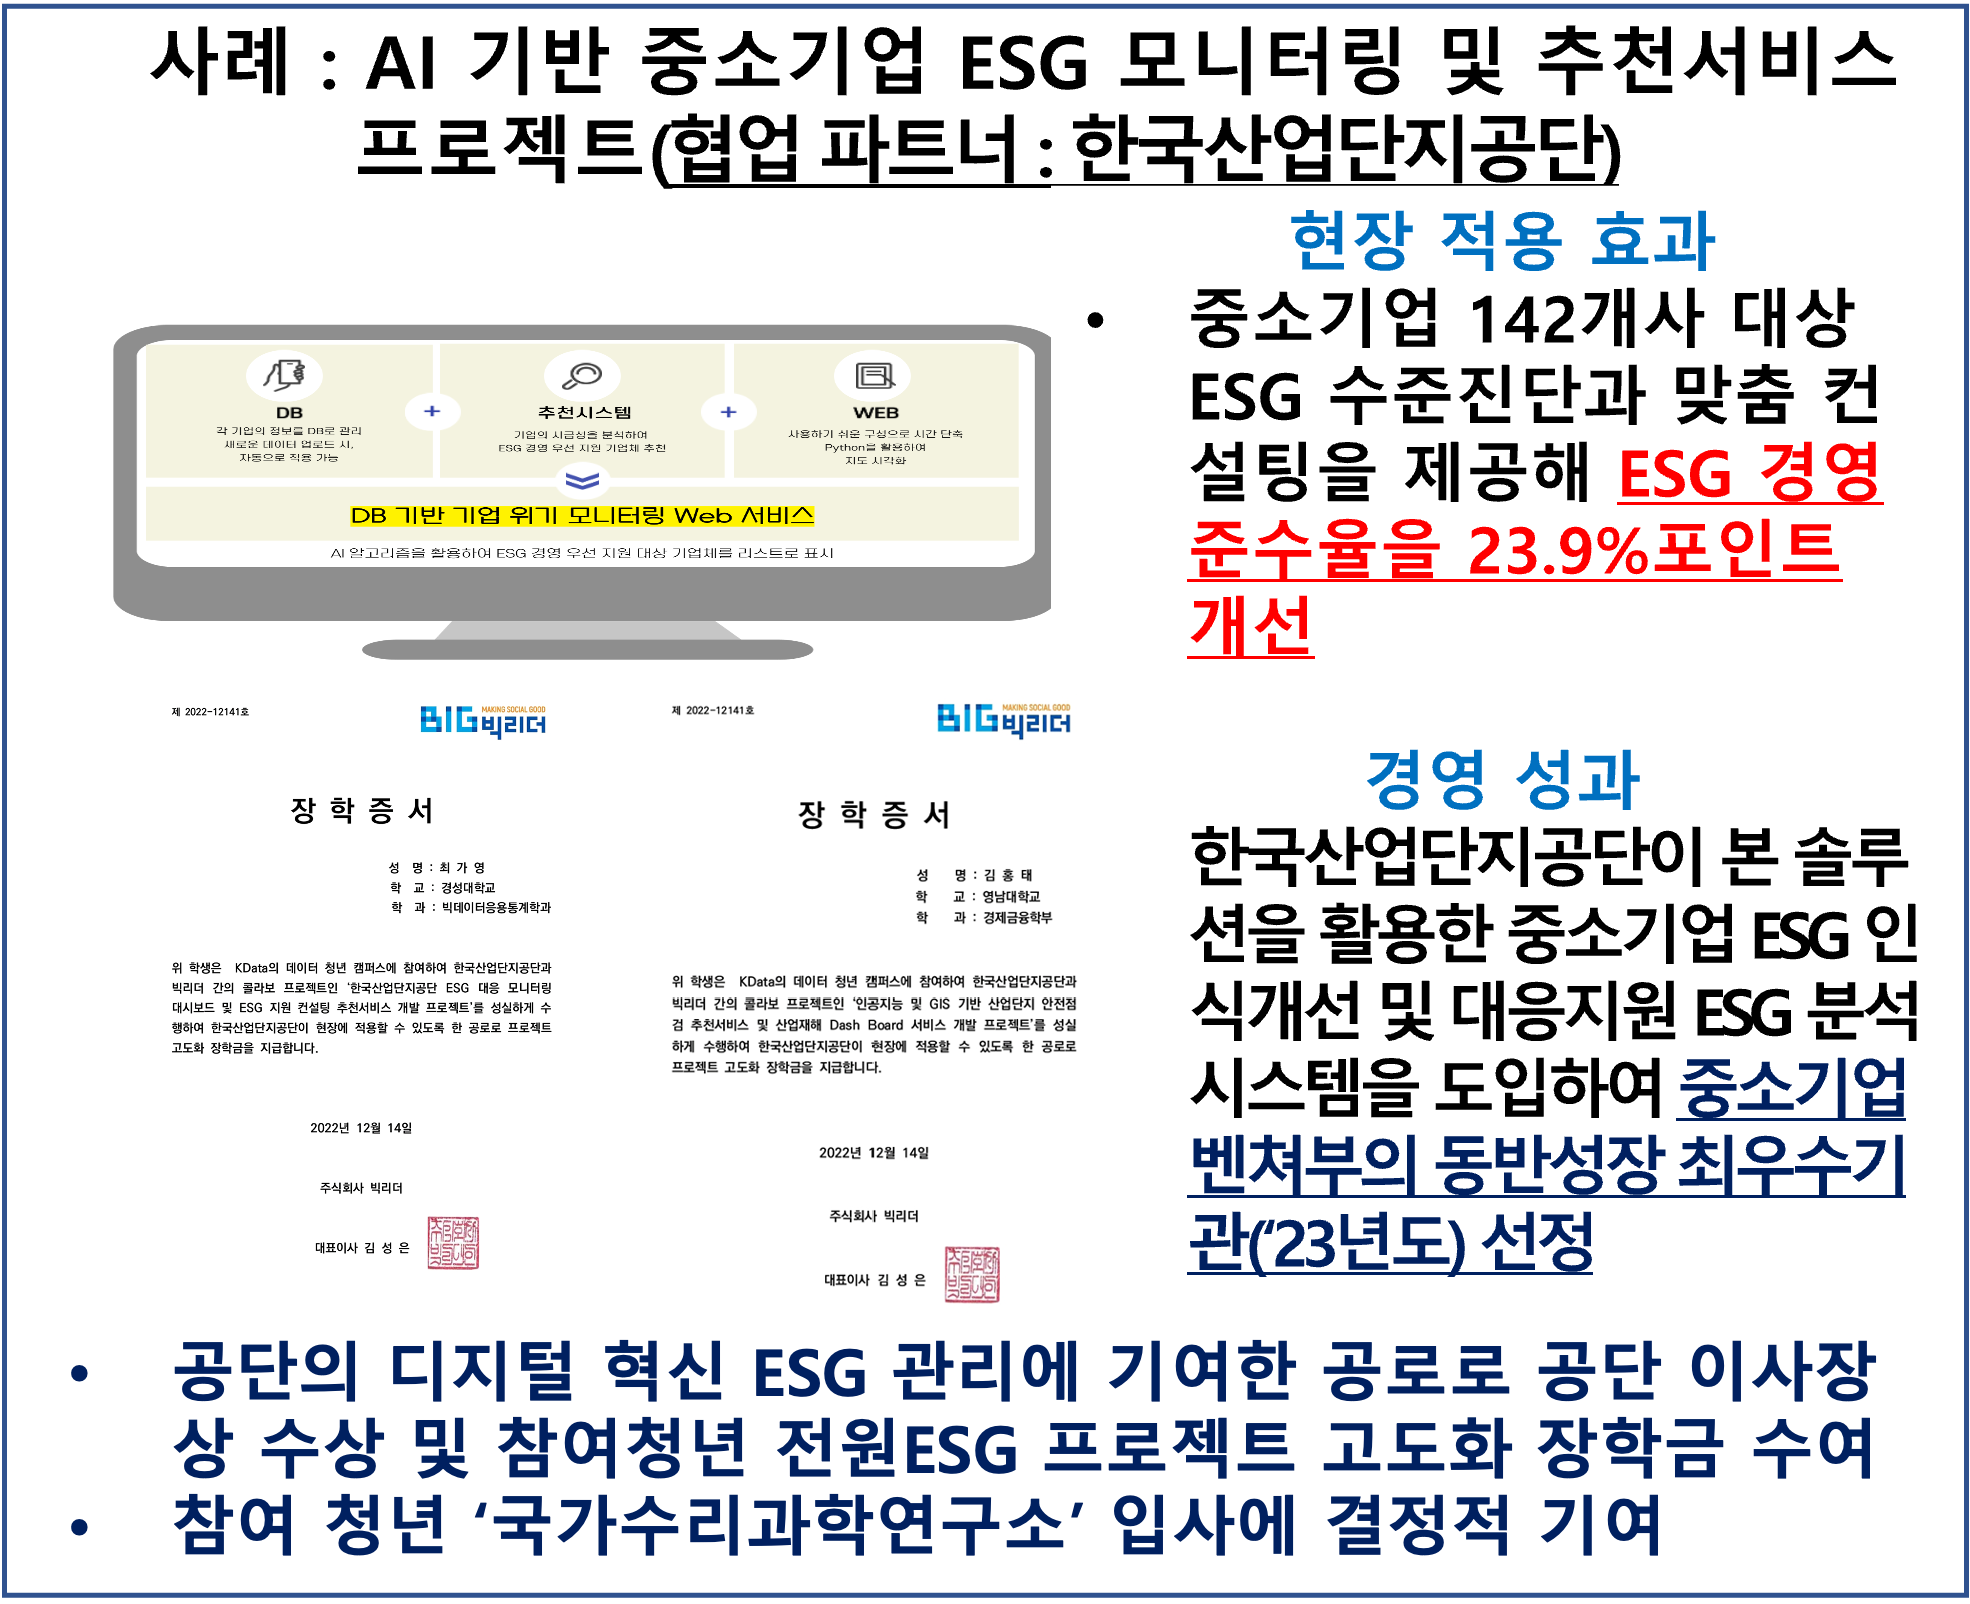 사례 : AI 기반 중소기업 ESG 모니터링 및 추천서비스
프로젝트(협업 파트너 : 한국산업단지공단)
DB
각 기업의 정보를 DB로 관리
새로운 데이터 업로드 시,
자동으로 적용 가능
+
추천시스템
기업의 시급성을 분석하여
ESG 경영 우선 지원 기업체 추천
+
WEB
사용하기 쉬운 구성으로 시간 단축
Python을 활용하여
지도 시각화
DB 기반 기업 위기 모니터링 Web 서비스
AI 알고리즘을 활용하여 ESG 경영 우선 지원 대상 기업체를 리스트로 표시
현장 적용 효과
• 중소기업 142개사 대상
ESG 수준진단과 맞춤 컨
설팅을 제공해 ESG 경영
준수율을 23.9%포인트
개선
제 2022-12141호
BIG MAKING SOCIAL GOOD
빅리더
장 학 증 서
성 명 : 최 가 영
학 교 : 경성대학교
학 과 : 빅데이터응용통계학과
위 학생은 KData의 데이터 청년 캠퍼스에 참여하여 한국산업단지공단과
빅리더 간의 콜라보 프로젝트인 '한국산업단지공단 ESG 대응 모니터링
대시보드 및 ESG 지원 컨설팅 추천서비스 개발 프로젝트'를 성실하게 수
행하여 한국산업단지공단이 현장에 적용할 수 있도록 한 공로로 프로젝트
고도화 장학금을 지급합니다.
2022년 12월 14일
주식회사 빅리더
대표이사 김 성 은
제 2022-12141호
BIG MAKING SOCIAL GOOD
빅리더
장 학 증 서
성 명 : 김 홍 태
학 교 : 영남대학교
학 과 : 경제금융학부
위 학생은 KData의 데이터 청년 캠퍼스에 참여하여 한국산업단지공단과
빅리더 간의 콜라보 프로젝트인 '인공지능 및 GIS 기반 산업단지 안전점
검 추천서비스 및 산업재해 Dash Board 서비스 개발 프로젝트'를 성실
하게 수행하여 한국산업단지공단이 현장에 적용할 수 있도록 한 공로로
프로젝트 고도화 장학금을 지급합니다.
2022년 12월 14일
주식회사 빅리더
대표이사 김 성 은
경영 성과
한국산업단지공단이 본 솔루
션을 활용한 중소기업 ESG 인
식개선 및 대응지원 ESG 분석
시스템을 도입하여 중소기업
벤쳐부의 동반성장 최우수기
관(‘23년도) 선정
• 공단의 디지털 혁신 ESG 관리에 기여한 공로로 공단 이사장
상 수상 및 참여청년 전원ESG 프로젝트 고도화 장학금 수여
• 참여 청년 ‘국가수리과학연구소’ 입사에 결정적 기여